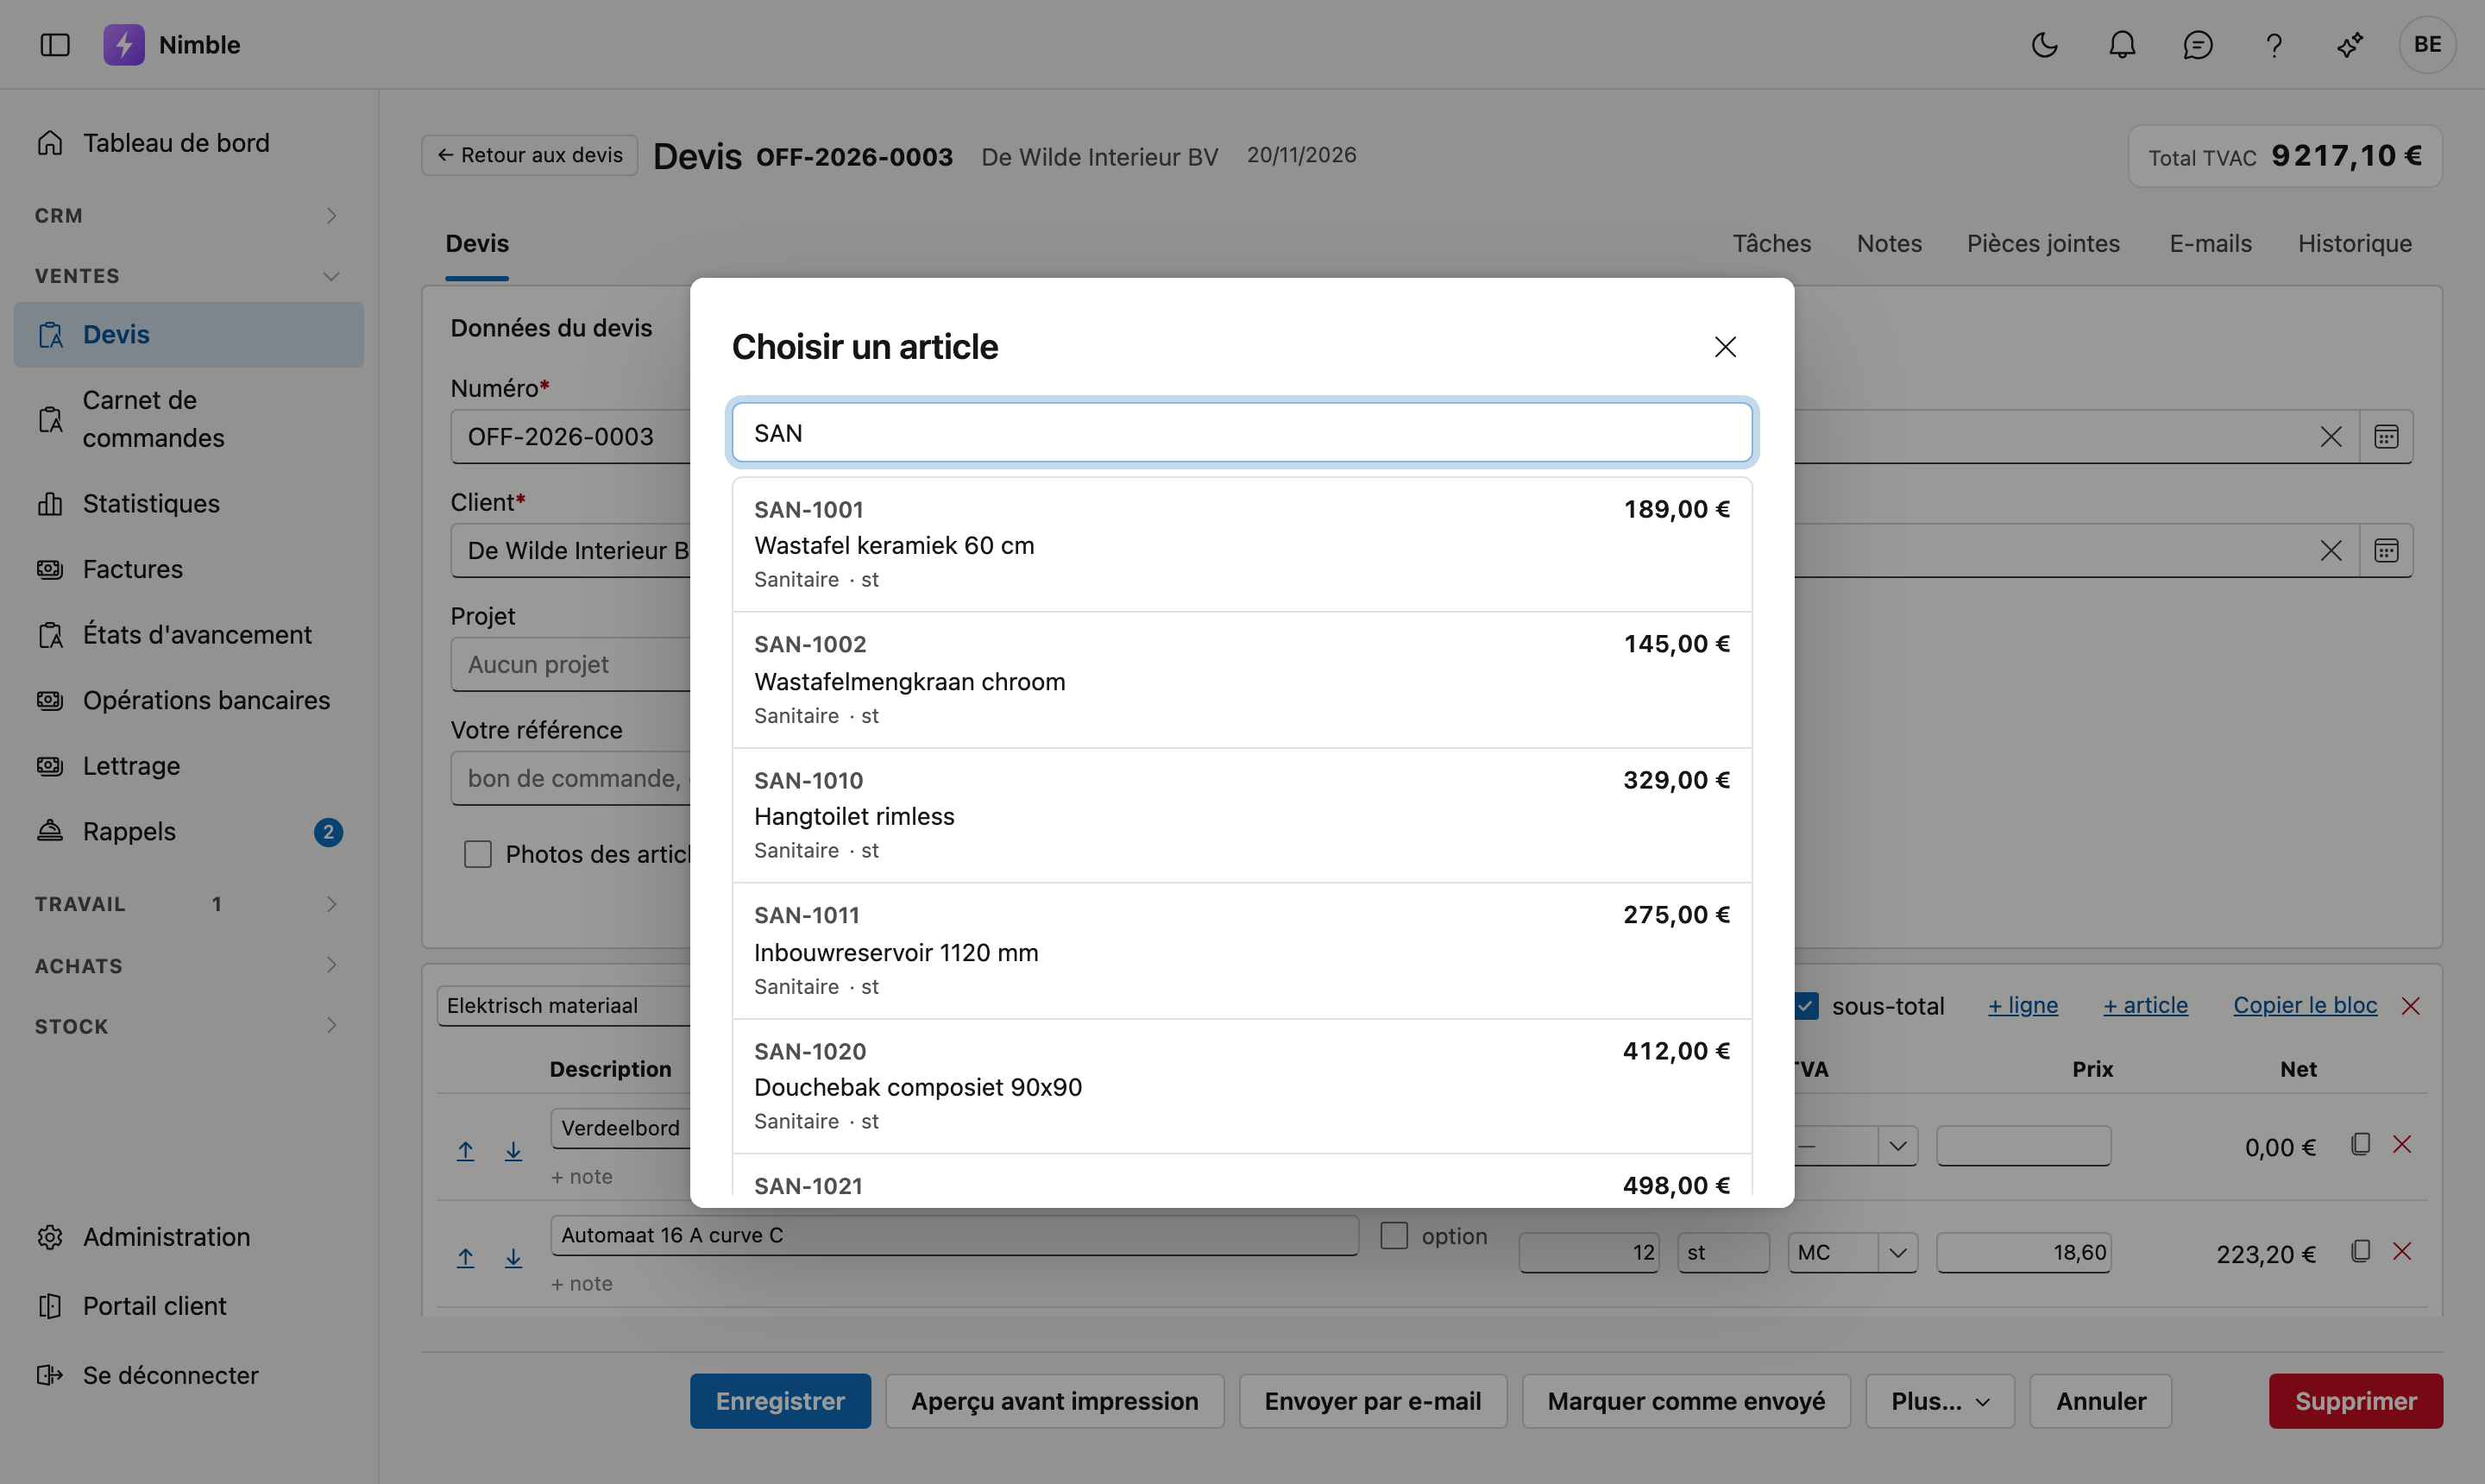 Nimble
BE
Tableau de bord
CRM
VENTES
Devis
Carnet de
commandes
Statistiques
Factures
États d'avancement
Opérations bancaires
Lettrage
Rappels
2
TRAVAIL
1
ACHATS
STOCK
Administration
Portail client
Se déconnecter
← Retour aux devis
Devis OFF-2026-0003 De Wilde Interieur BV 20/11/2026
Total TVAC 9 217,10 €
Devis
Tâches
Notes
Pièces jointes
E-mails
Historique
Données du devis
Numéro*
OFF-2026-0003
Client*
De Wilde Interieur B
Projet
Aucun projet
Votre référence
bon de commande,
Photos des articl
Choisir un article
SAN
SAN-1001 189,00 €
Wastafel keramiek 60 cm
Sanitaire · st
SAN-1002 145,00 €
Wastafelmengkraan chroom
Sanitaire · st
SAN-1010 329,00 €
Hangtoilet rimless
Sanitaire · st
SAN-1011 275,00 €
Inbouwreservoir 1120 mm
Sanitaire · st
SAN-1020 412,00 €
Douchebak composiet 90x90
Sanitaire · st
SAN-1021 498,00 €
Elektrisch materiaal
sous-total + ligne + article Copier le bloc
Description TVA Prix Net
Verdeelbord — 0,00 €
+ note
Automaat 16 A curve C option 12 st MC 18,60 223,20 €
+ note
Enregistrer
Aperçu avant impression
Envoyer par e-mail
Marquer comme envoyé
Plus...
Annuler
Supprimer